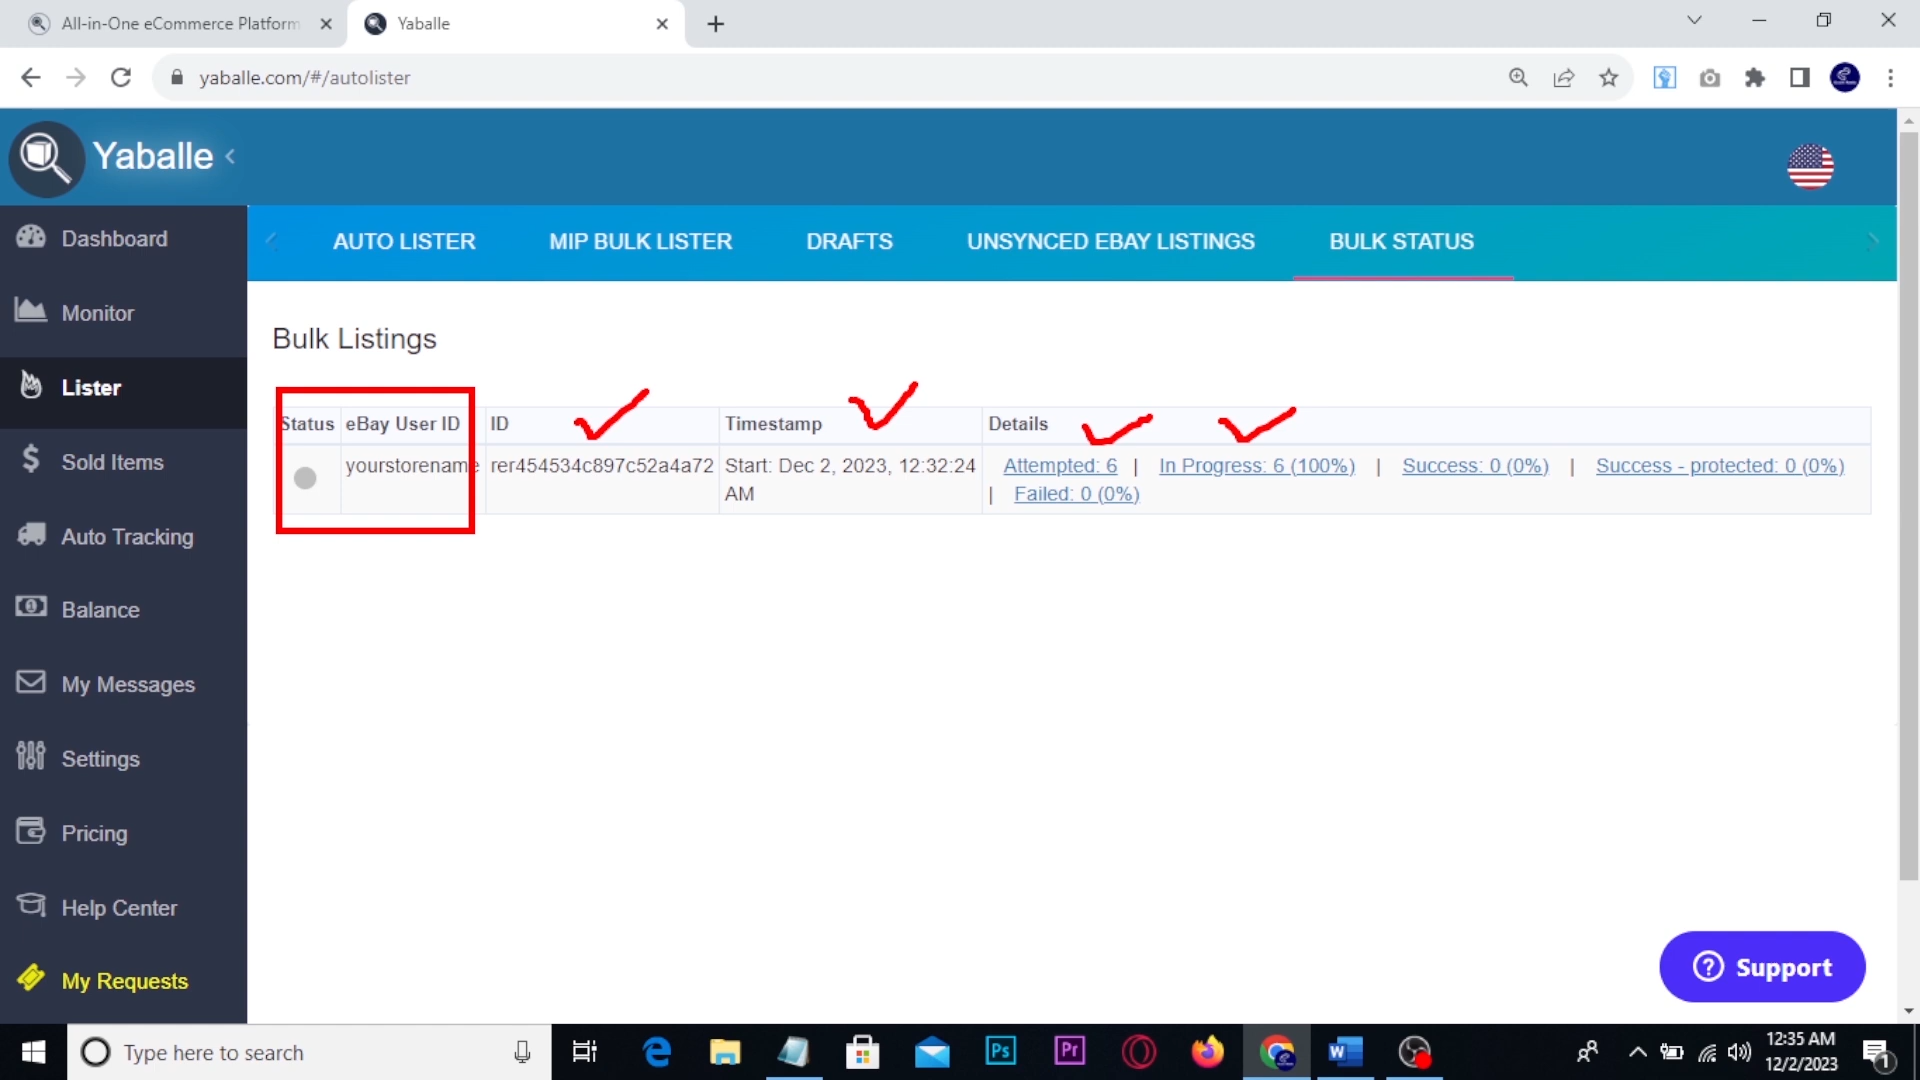 All-in-One eCommerce Platform
Yaballe
yaballe.com/#/autolister
Yaballe
Dashboard
Monitor
Lister
Sold Items
Auto Tracking
Balance
My Messages
Settings
Pricing
Help Center
My Requests
AUTO LISTER MIP BULK LISTER DRAFTS UNSYNCED EBAY LISTINGS BULK STATUS
Bulk Listings
Status eBay User ID ID Timestamp Details
yourstorename rer454534c897c52a4a72 Start: Dec 2, 2023, 12:32:24 Attempted: 6 | In Progress: 6 (100%) | Success: 0 (0%) | Success - protected: 0 (0%)
AM | Failed: 0 (0%)
Support
Type here to search
Ps
Pr
W
12:35 AM
12/2/2023
1